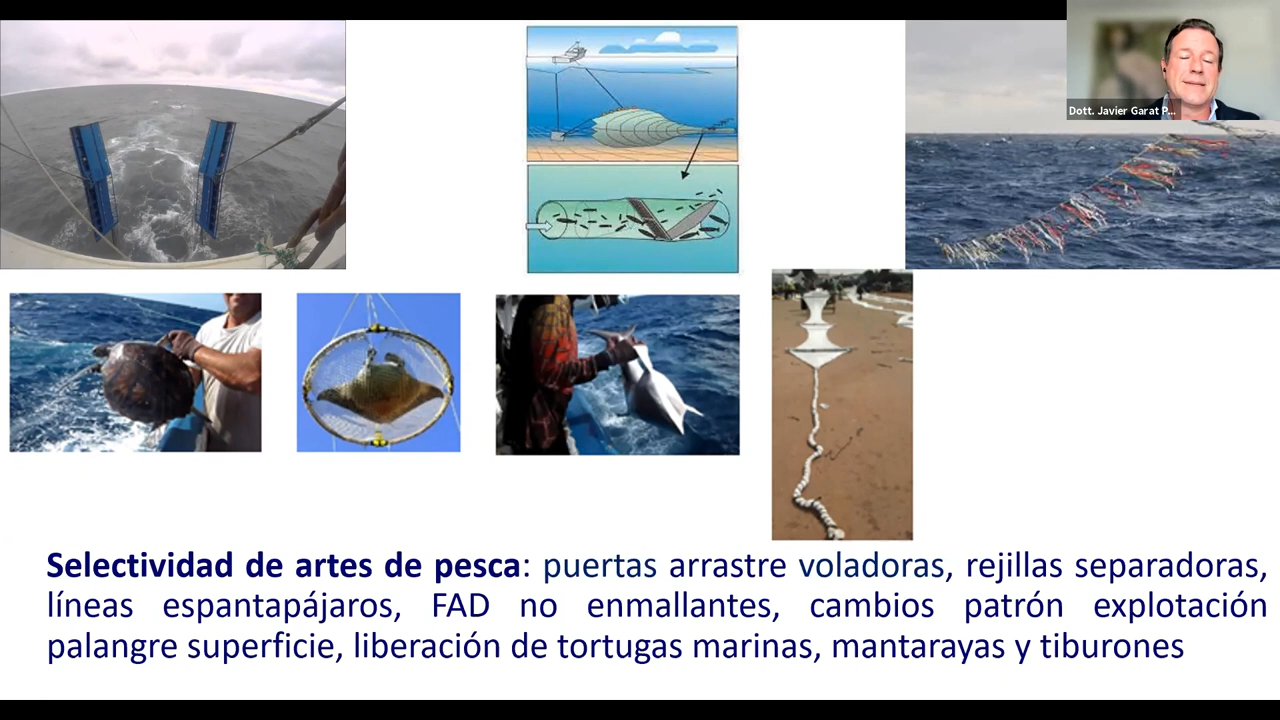 Dott. Javier Garat P...
Selectividad de artes de pesca: puertas arrastre voladoras, rejillas separadoras,
líneas espantapájaros, FAD no enmallantes, cambios patrón explotación
palangre superficie, liberación de tortugas marinas, mantarayas y tiburones